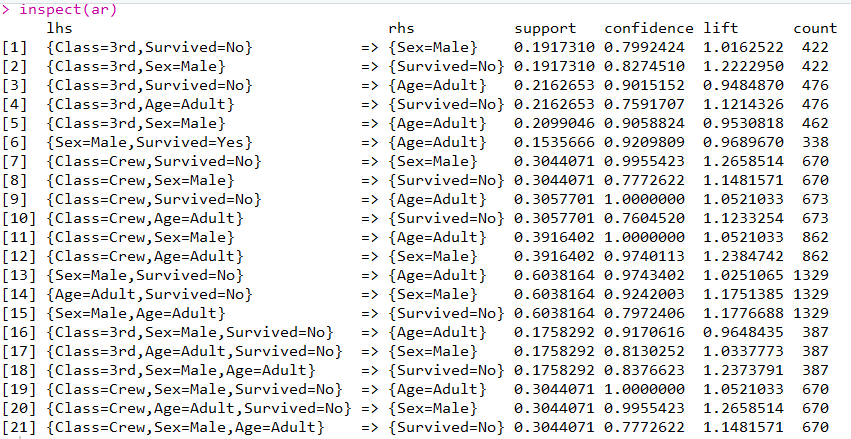 > inspect(ar)
lhs rhs support confidence lift count
[1] {Class=3rd,Survived=No} => {Sex=Male} 0.1917310 0.7992424 1.0162522 422
[2] {Class=3rd,Sex=Male} => {Survived=No} 0.1917310 0.8274510 1.2222950 422
[3] {Class=3rd,Survived=No} => {Age=Adult} 0.2162653 0.9015152 0.9484870 476
[4] {Class=3rd,Age=Adult} => {Survived=No} 0.2162653 0.7591707 1.1214326 476
[5] {Class=3rd,Sex=Male} => {Age=Adult} 0.2099046 0.9058824 0.9530818 462
[6] {Sex=Male,Survived=Yes} => {Age=Adult} 0.1535666 0.9209809 0.9689670 338
[7] {Class=Crew,Survived=No} => {Sex=Male} 0.3044071 0.9955423 1.2658514 670
[8] {Class=Crew,Sex=Male} => {Survived=No} 0.3044071 0.7772622 1.1481571 670
[9] {Class=Crew,Survived=No} => {Age=Adult} 0.3057701 1.0000000 1.0521033 673
[10] {Class=Crew,Age=Adult} => {Survived=No} 0.3057701 0.7604520 1.1233254 673
[11] {Class=Crew,Sex=Male} => {Age=Adult} 0.3916402 1.0000000 1.0521033 862
[12] {Class=Crew,Age=Adult} => {Sex=Male} 0.3916402 0.9740113 1.2384742 862
[13] {Sex=Male,Survived=No} => {Age=Adult} 0.6038164 0.9743402 1.0251065 1329
[14] {Age=Adult,Survived=No} => {Sex=Male} 0.6038164 0.9242003 1.1751385 1329
[15] {Sex=Male,Age=Adult} => {Survived=No} 0.6038164 0.7972406 1.1776688 1329
[16] {Class=3rd,Sex=Male,Survived=No} => {Age=Adult} 0.1758292 0.9170616 0.9648435 387
[17] {Class=3rd,Age=Adult,Survived=No} => {Sex=Male} 0.1758292 0.8130252 1.0337773 387
[18] {Class=3rd,Sex=Male,Age=Adult} => {Survived=No} 0.1758292 0.8376623 1.2373791 387
[19] {Class=Crew,Sex=Male,Survived=No} => {Age=Adult} 0.3044071 1.0000000 1.0521033 670
[20] {Class=Crew,Age=Adult,Survived=No} => {Sex=Male} 0.3044071 0.9955423 1.2658514 670
[21] {Class=Crew,Sex=Male,Age=Adult} => {Survived=No} 0.3044071 0.7772622 1.1481571 670